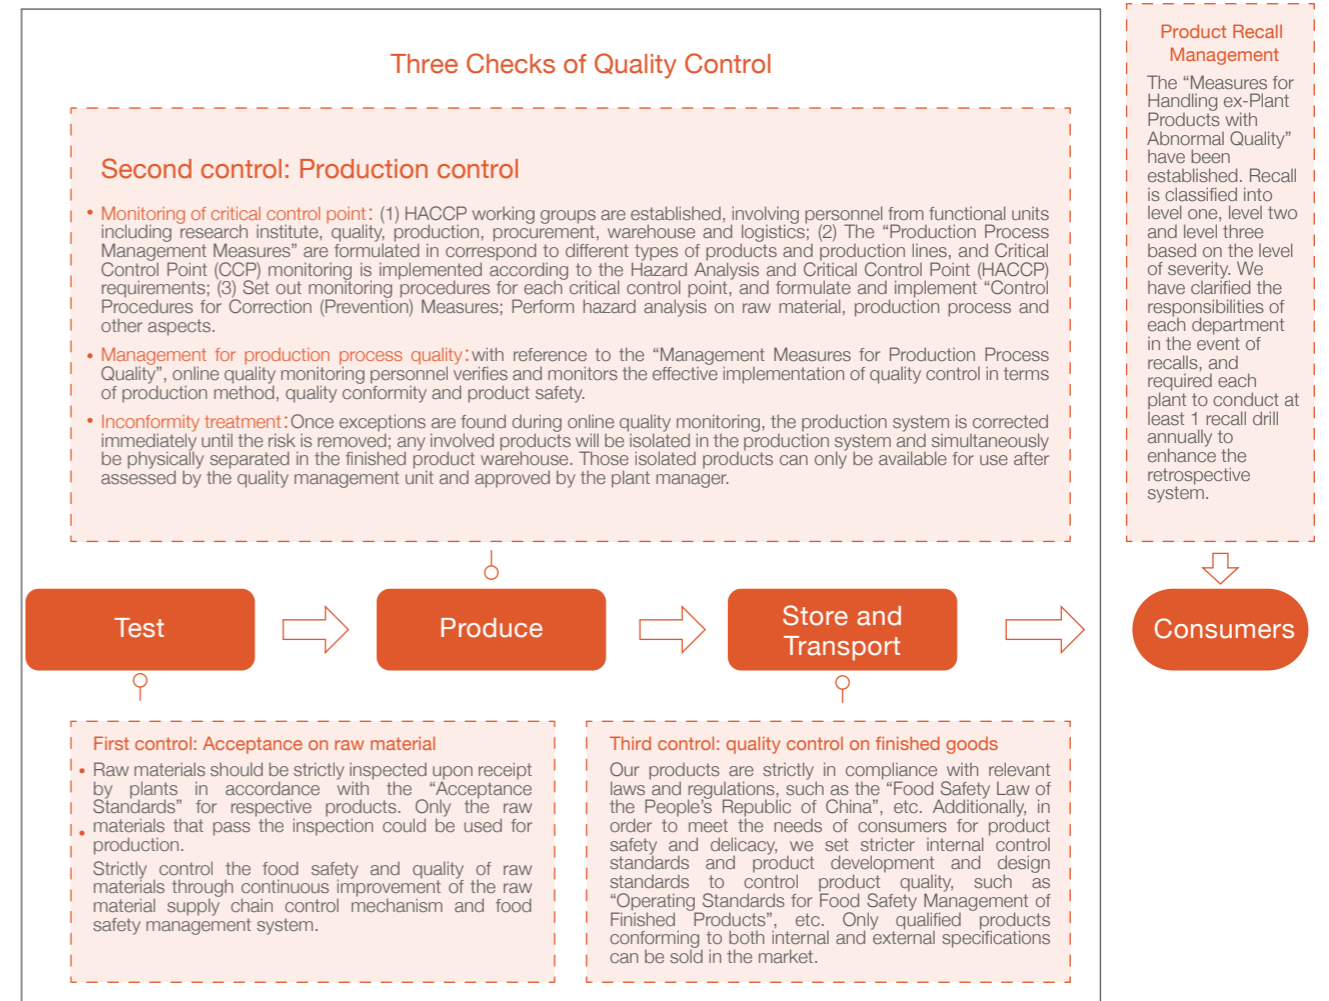 Three Checks of Quality Control
Second control: Production control
• Monitoring of critical control point: (1) HACCP working groups are established, involving personnel from functional units
including research institute, quality, production, procurement, warehouse and logistics; (2) The “Production Process
Management Measures” are formulated in correspond to different types of products and production lines, and Critical
Control Point (CCP) monitoring is implemented according to the Hazard Analysis and Critical Control Point (HACCP)
requirements; (3) Set out monitoring procedures for each critical control point, and formulate and implement “Control
Procedures for Correction (Prevention) Measures; Perform hazard analysis on raw material, production process and
other aspects.
• Management for production process quality:with reference to the “Management Measures for Production Process
Quality”, online quality monitoring personnel verifies and monitors the effective implementation of quality control in terms
of production method, quality conformity and product safety.
• Inconformity treatment:Once exceptions are found during online quality monitoring, the production system is corrected
immediately until the risk is removed; any involved products will be isolated in the production system and simultaneously
be physically separated in the finished product warehouse. Those isolated products can only be available for use after
assessed by the quality management unit and approved by the plant manager.
Product Recall
Management
The “Measures for
Handling ex-Plant
Products with
Abnormal Quality”
have been
established. Recall
is classified into
level one, level two
and level three
based on the level
of severity. We
have clarified the
responsibilities of
each department
in the event of
recalls, and
required each
plant to conduct at
least 1 recall drill
annually to
enhance the
retrospective
system.
Test
Produce
Store and
Transport
Consumers
First control: Acceptance on raw material
• Raw materials should be strictly inspected upon receipt
by plants in accordance with the “Acceptance
Standards” for respective products. Only the raw
• materials that pass the inspection could be used for
production.
Strictly control the food safety and quality of raw
materials through continuous improvement of the raw
material supply chain control mechanism and food
safety management system.
Third control: quality control on finished goods
Our products are strictly in compliance with relevant
laws and regulations, such as the “Food Safety Law of
the People’s Republic of China”, etc. Additionally, in
order to meet the needs of consumers for product
safety and delicacy, we set stricter internal control
standards and product development and design
standards to control product quality, such as
“Operating Standards for Food Safety Management of
Finished Products”, etc. Only qualified products
conforming to both internal and external specifications
can be sold in the market.